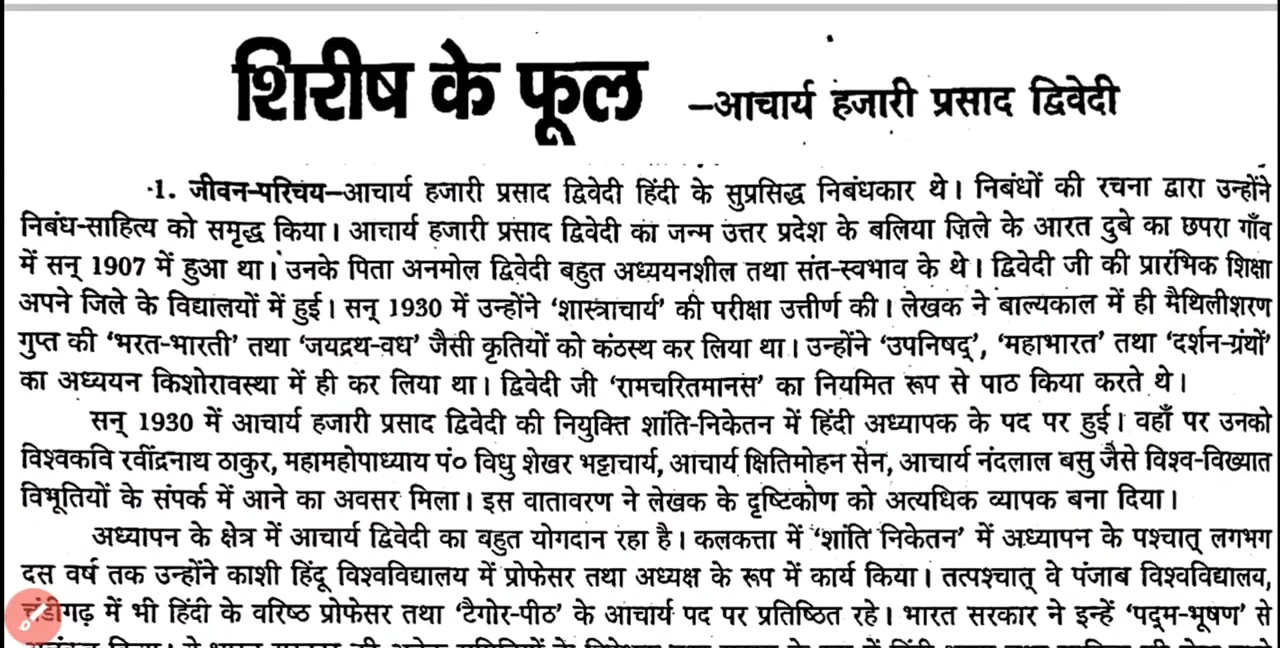 शिरीष के फूल –आचार्य हजारी प्रसाद द्विवेदी
1. जीवन-परिचय–आचार्य हजारी प्रसाद द्विवेदी हिंदी के सुप्रसिद्ध निबंधकार थे। निबंधों की रचना द्वारा उन्होंने
निबंध-साहित्य को समृद्ध किया। आचार्य हजारी प्रसाद द्विवेदी का जन्म उत्तर प्रदेश के बलिया ज़िले के आरत दुबे का छपरा गाँव
में सन् 1907 में हुआ था। उनके पिता अनमोल द्विवेदी बहुत अध्ययनशील तथा संत-स्वभाव के थे। द्विवेदी जी की प्रारंभिक शिक्षा
अपने जिले के विद्यालयों में हुई। सन् 1930 में उन्होंने ‘शास्त्राचार्य’ की परीक्षा उत्तीर्ण की। लेखक ने बाल्यकाल में ही मैथिलीशरण
गुप्त की ‘भरत-भारती’ तथा ‘जयद्रथ-वध’ जैसी कृतियों को कंठस्थ कर लिया था। उन्होंने ‘उपनिषद्’, ‘महाभारत’ तथा ‘दर्शन-ग्रंथों’
का अध्ययन किशोरावस्था में ही कर लिया था। द्विवेदी जी ‘रामचरितमानस’ का नियमित रूप से पाठ किया करते थे।
सन् 1930 में आचार्य हजारी प्रसाद द्विवेदी की नियुक्ति शांति-निकेतन में हिंदी अध्यापक के पद पर हुई। वहाँ पर उनको
विश्वकवि रवींद्रनाथ ठाकुर, महामहोपाध्याय पं० विधु शेखर भट्टाचार्य, आचार्य क्षितिमोहन सेन, आचार्य नंदलाल बसु जैसे विश्व-विख्यात
विभूतियों के संपर्क में आने का अवसर मिला। इस वातावरण ने लेखक के दृष्टिकोण को अत्यधिक व्यापक बना दिया।
अध्यापन के क्षेत्र में आचार्य द्विवेदी का बहुत योगदान रहा है। कलकत्ता में ‘शांति निकेतन’ में अध्यापन के पश्चात् लगभग
दस वर्ष तक उन्होंने काशी हिंदू विश्वविद्यालय में प्रोफेसर तथा अध्यक्ष के रूप में कार्य किया। तत्पश्चात् वे पंजाब विश्वविद्यालय,
चंडीगढ़ में भी हिंदी के वरिष्ठ प्रोफेसर तथा ‘टैगोर-पीठ’ के आचार्य पद पर प्रतिष्ठित रहे। भारत सरकार ने इन्हें ‘पद्म-भूषण’ से